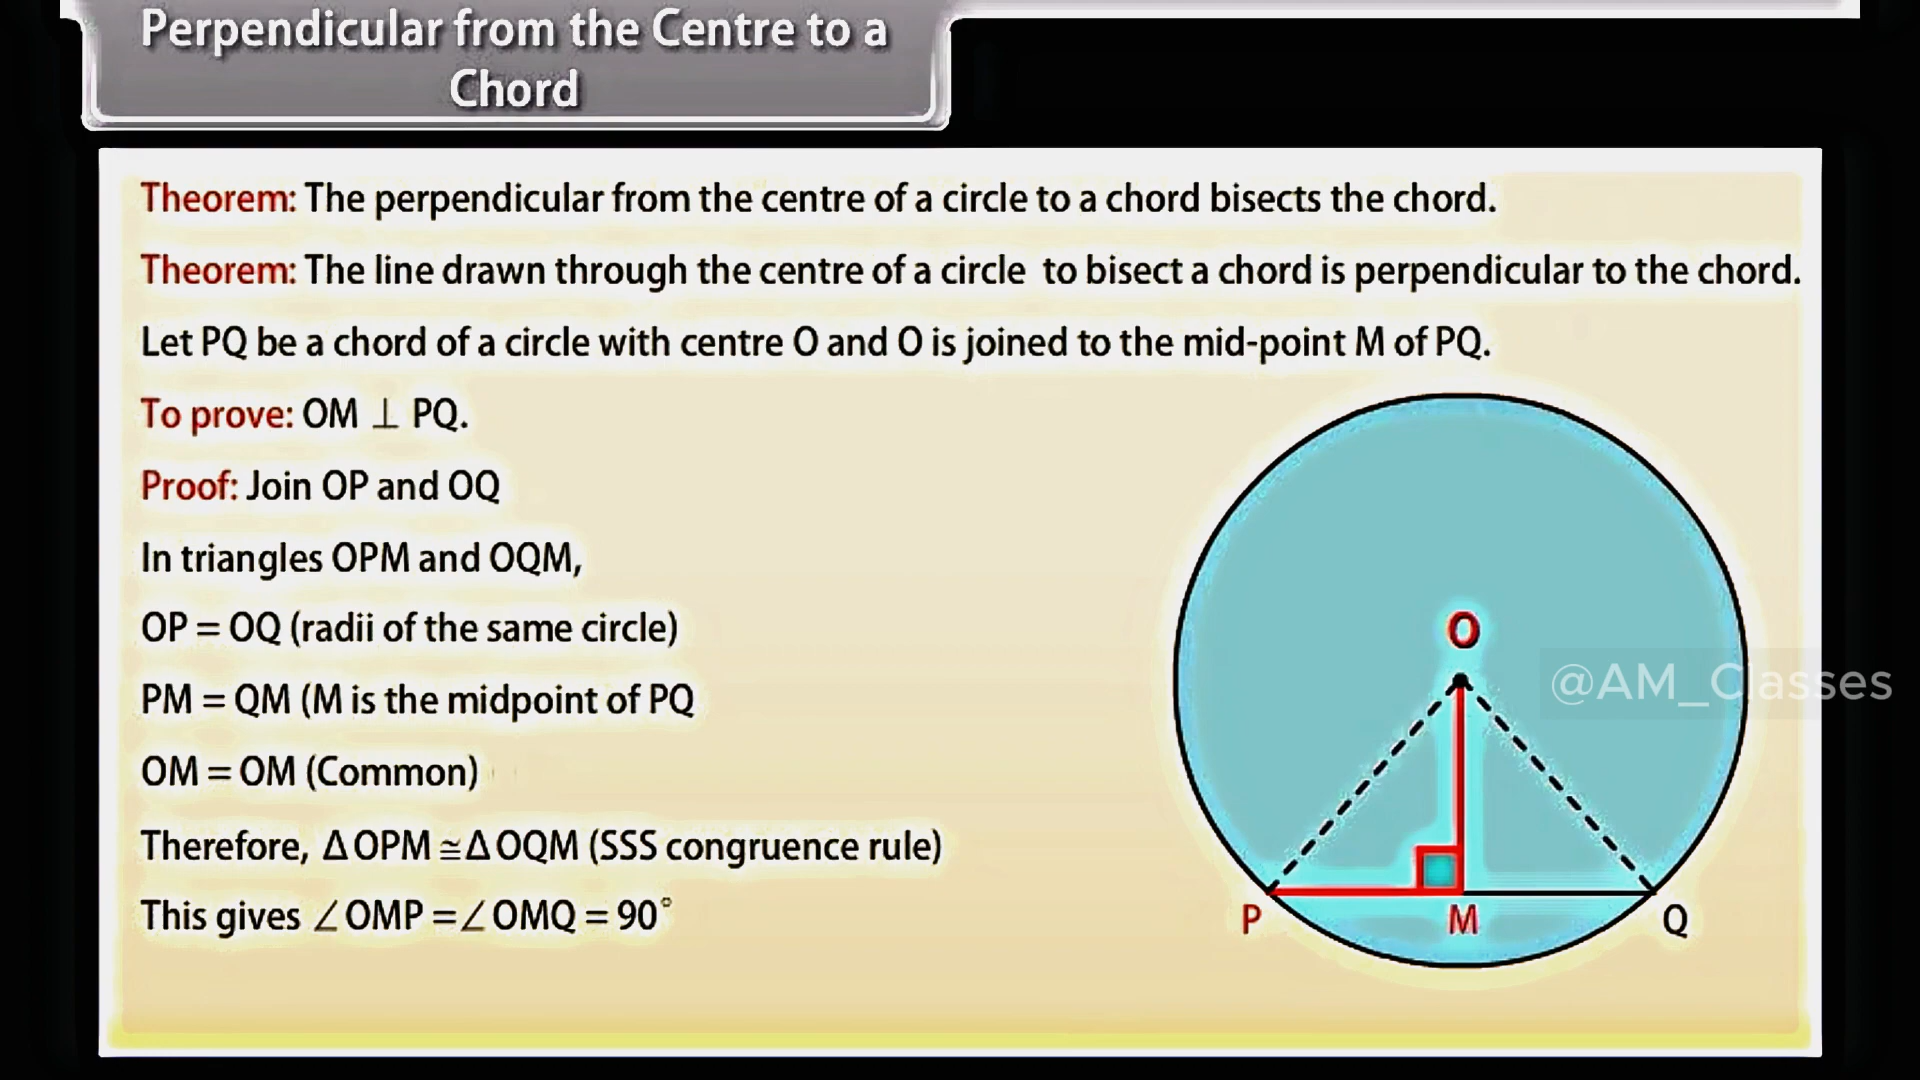 Perpendicular from the Centre to a
Chord
Theorem: The perpendicular from the centre of a circle to a chord bisects the chord.
Theorem: The line drawn through the centre of a circle to bisect a chord is perpendicular to the chord.
Let PQ be a chord of a circle with centre O and O is joined to the mid-point M of PQ.
To prove: OM ⊥ PQ.
Proof: Join OP and OQ
In triangles OPM and OQM,
OP = OQ (radii of the same circle)
PM = QM (M is the midpoint of PQ
OM = OM (Common)
Therefore, Δ OPM ≅ Δ OQM (SSS congruence rule)
This gives ∠OMP = ∠OMQ = 90°
O
@AM_Classes
P M Q